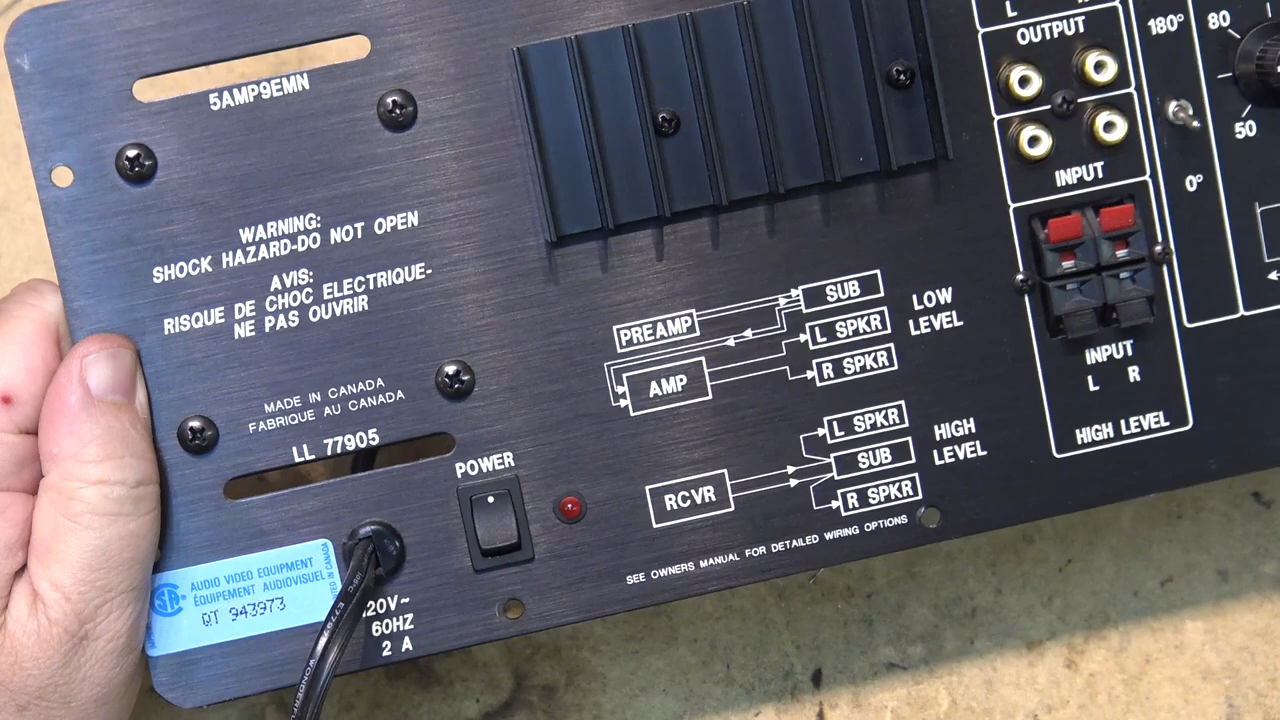 5AMP9EMN
WARNING:
SHOCK HAZARD-DO NOT OPEN
AVIS:
RISQUE DE CHOC ELECTRIQUE-
NE PAS OUVRIR
MADE IN CANADA
FABRIQUE AU CANADA
LL 77905
POWER
AUDIO VIDEO EQUIPMENT
ÉQUIPEMENT AUDIOVISUEL
QT 943973
IN CANADA
120V~
60HZ
2 A
105°C
PREAMP
SUB
L SPKR
R SPKR
AMP
LOW
LEVEL
L SPKR
SUB
R SPKR
RCVR
HIGH
LEVEL
SEE OWNERS MANUAL FOR DETAILED WIRING OPTIONS
L
OUTPUT
INPUT
INPUT
L R
HIGH LEVEL
180°
0°
80
50